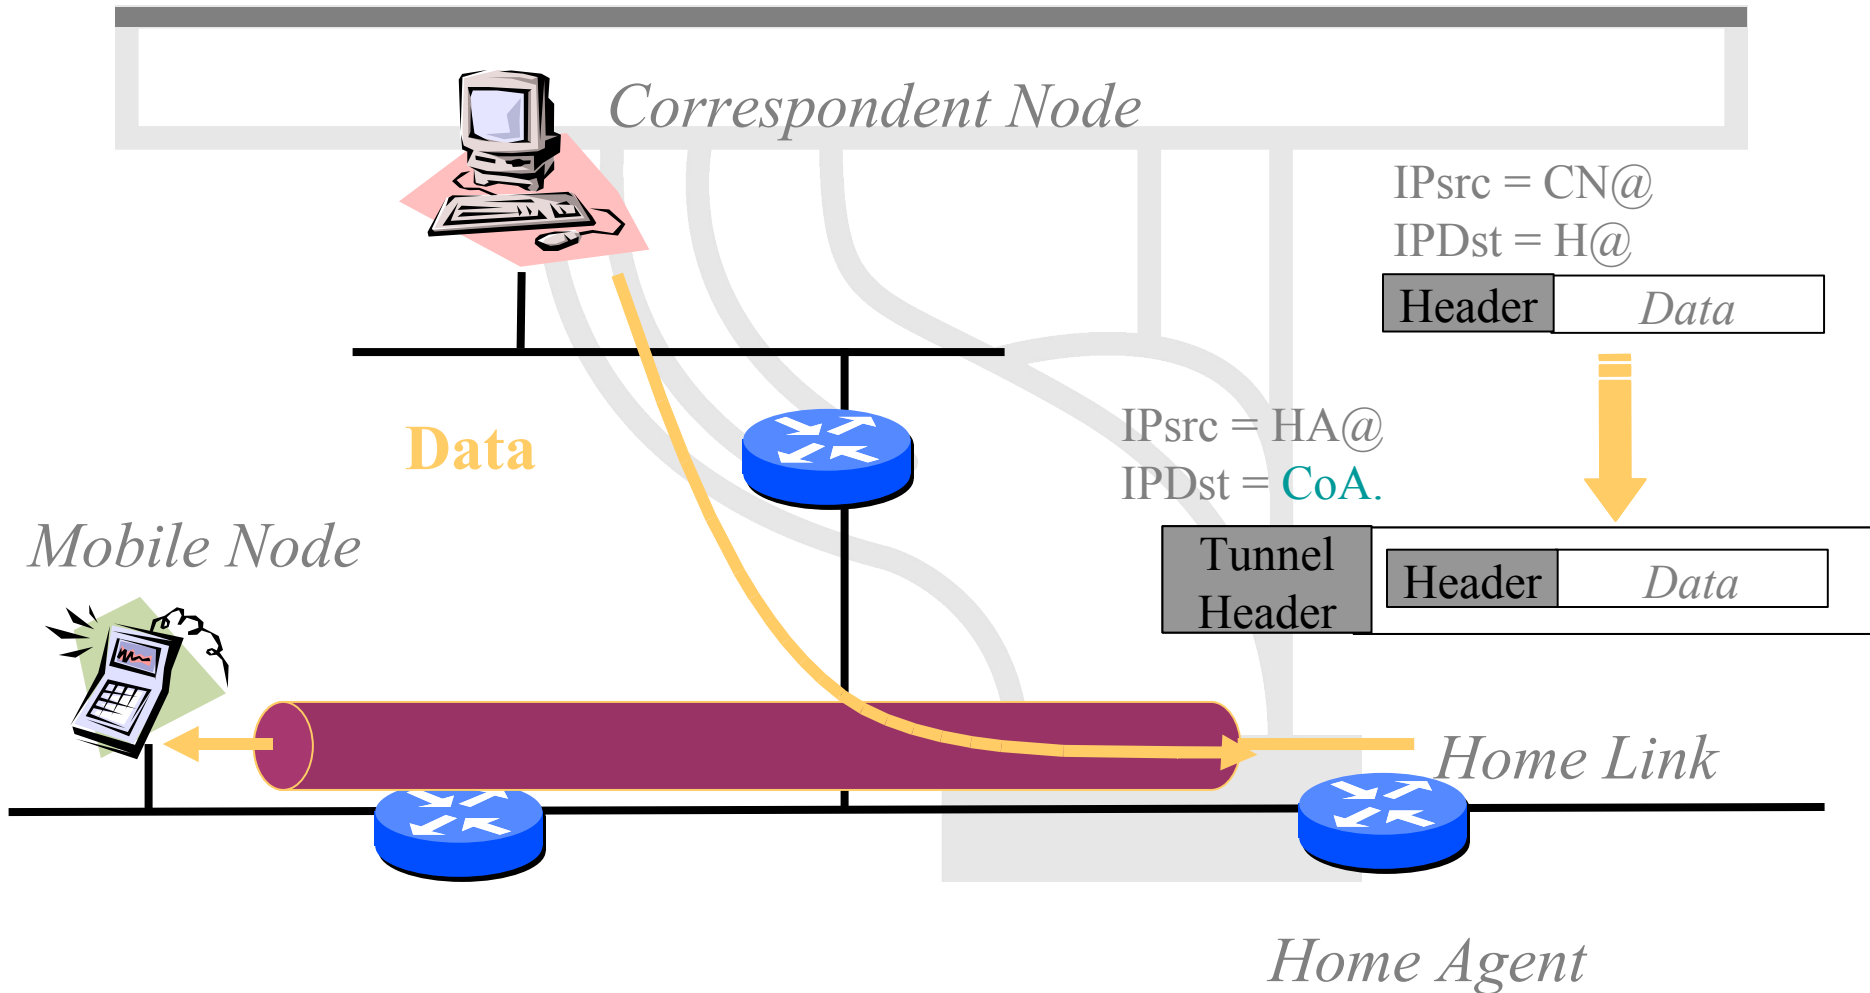 Correspondent Node
IPsrc = CN@
IPDst = H@
Header Data
Data
IPsrc = HA@
IPDst = CoA.
Mobile Node
Tunnel
Header
Header Data
Home Link
Home Agent